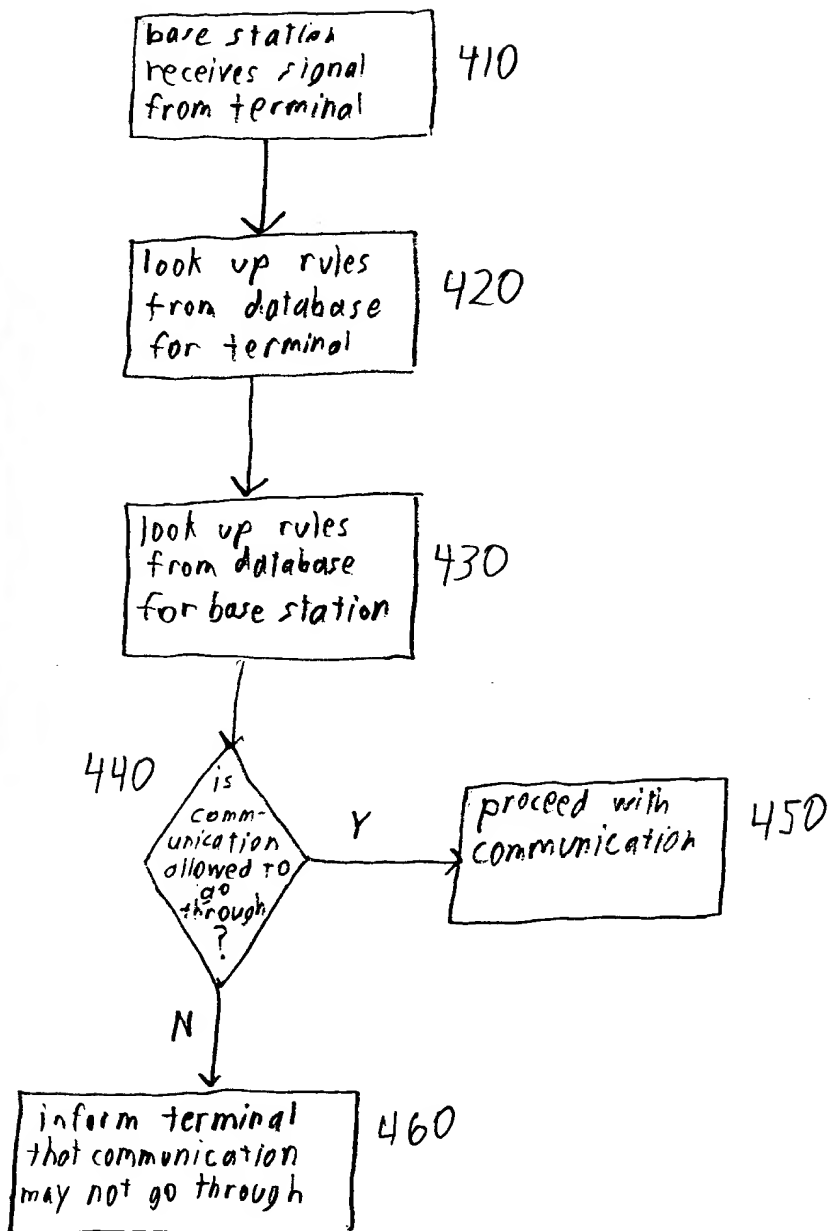 base station
receives signal
from terminal
410
look up rules
from database
for terminal
420
look up rules
from database
for base station
430
440
is
comm-
unication
allowed to
go
through
?
Y
proceed with
communication
450
N
inform terminal
that communication
may not go through
460